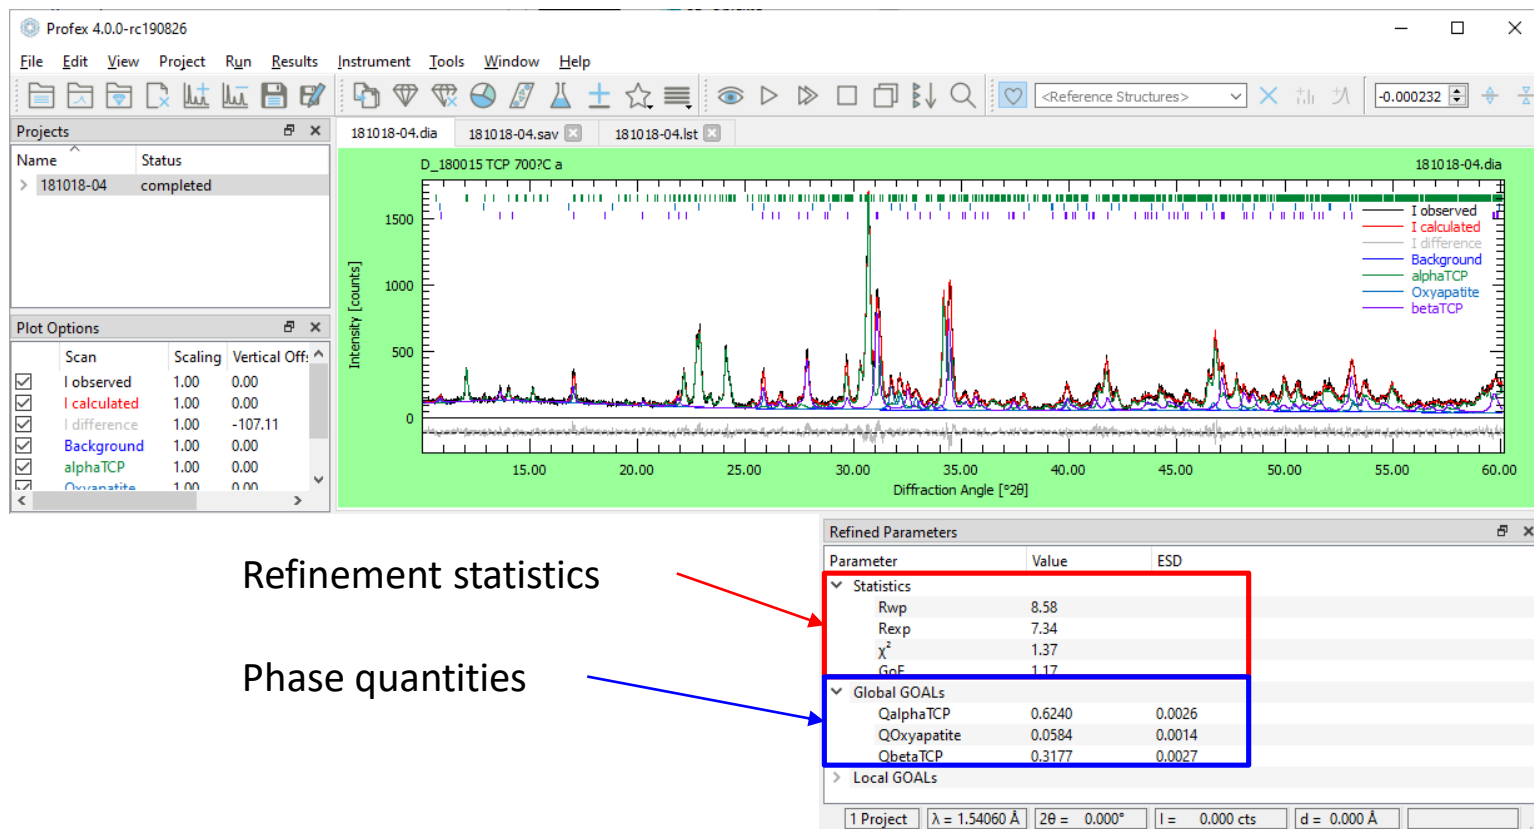 Profex 4.0.0-rc190826
File Edit View Project Run Results Instrument Tools Window Help
<Reference Structures> -0.000232
Projects
Name Status
181018-04 completed
181018-04.dia 181018-04.sav 181018-04.lst
D_180015 TCP 700?C a 181018-04.dia
I observed
I calculated
I difference
Background
alphaTCP
Oxyapatite
betaTCP
Intensity [counts]
1500
1000
500
0
15.00 20.00 25.00 30.00 35.00 40.00 45.00 50.00 55.00 60.00
Diffraction Angle [°2θ]
Plot Options
Scan Scaling Vertical Offs
I observed 1.00 0.00
I calculated 1.00 0.00
I difference 1.00 -107.11
Background 1.00 0.00
alphaTCP 1.00 0.00
Oxyapatite 1.00 0.00
Refinement statistics
Phase quantities
Refined Parameters
Parameter Value ESD
Statistics
Rwp 8.58
Rexp 7.34
χ² 1.37
GoF 1.17
Global GOALs
QalphaTCP 0.6240 0.0026
QOxyapatite 0.0584 0.0014
QbetaTCP 0.3177 0.0027
Local GOALs
1 Project λ = 1.54060 Å 2θ = 0.000° I = 0.000 cts d = 0.000 Å